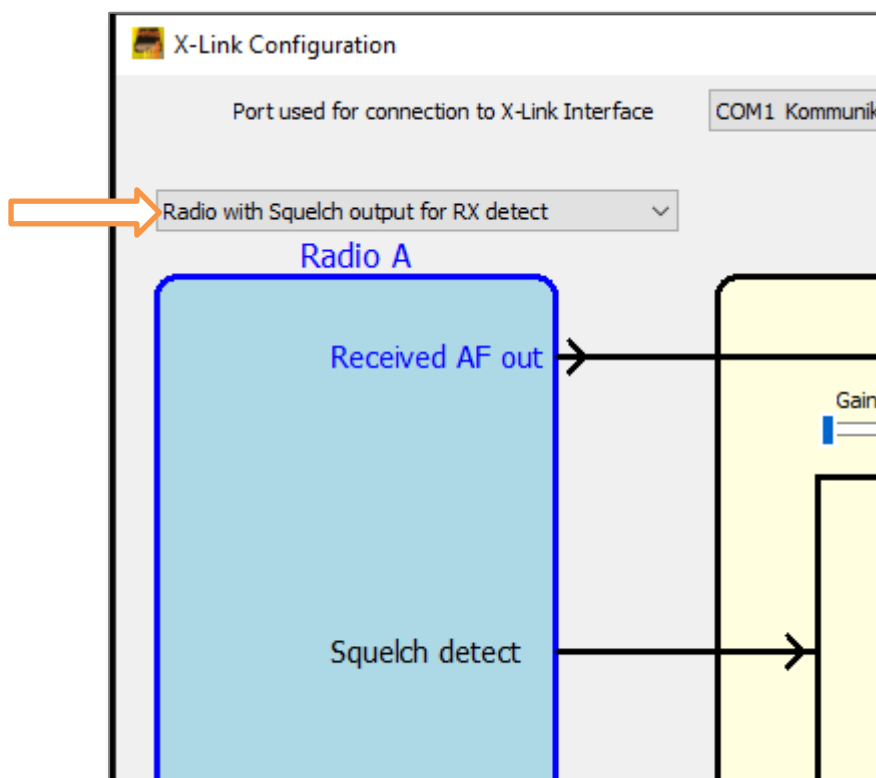 X-Link Configuration
Port used for connection to X-Link Interface
COM1 Kommunik
Radio with Squelch output for RX detect
Radio A
Received AF out
Gain
Squelch detect